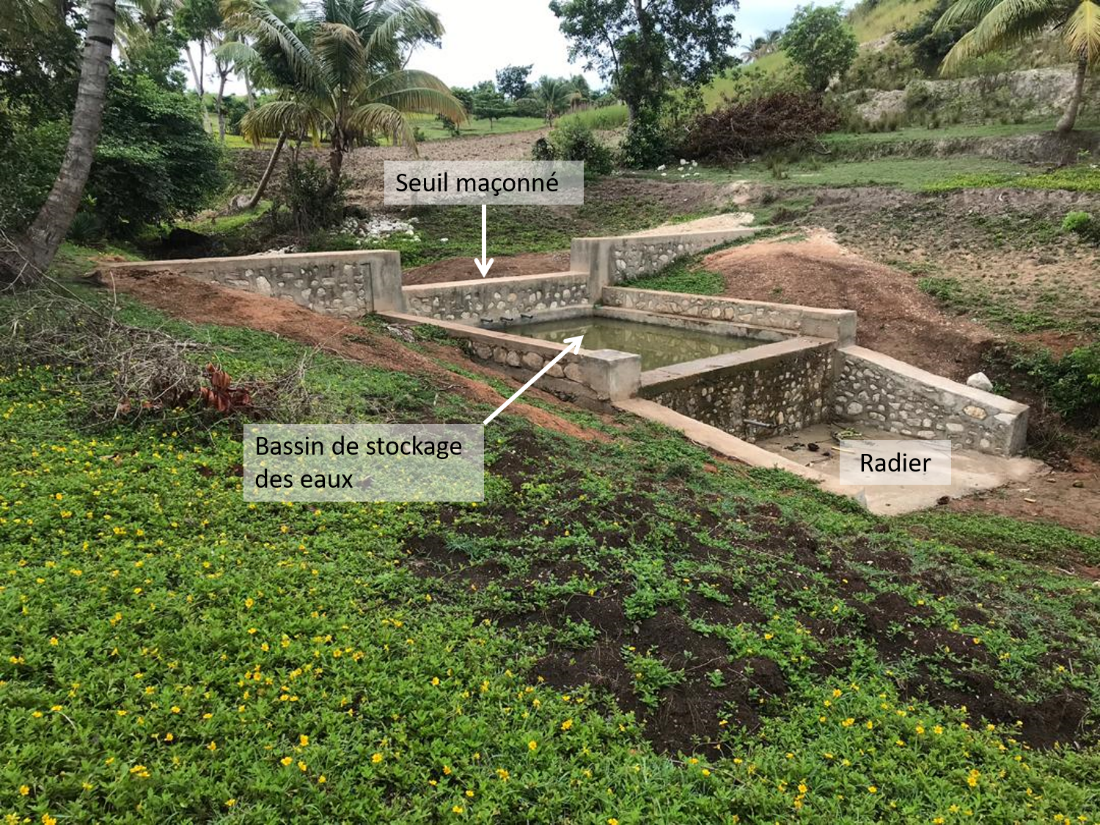 Seuil maçonné
Bassin de stockage
des eaux
Radier